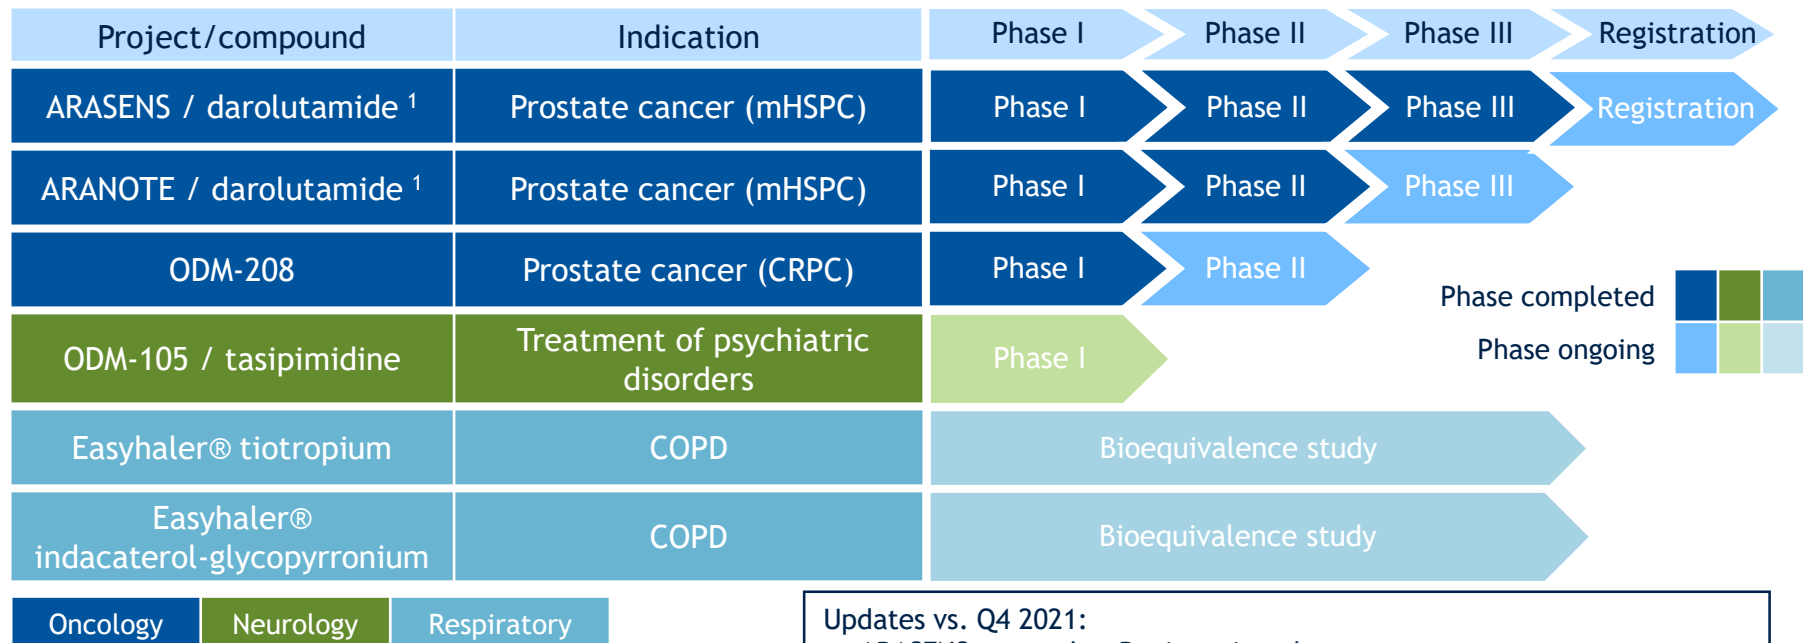 Project/compound Indication Phase I Phase II Phase III Registration
ARASENS / darolutamide 1 Prostate cancer (mHSPC) Phase I Phase II Phase III Registration
ARANOTE / darolutamide 1 Prostate cancer (mHSPC) Phase I Phase II Phase III
ODM-208 Prostate cancer (CRPC) Phase I Phase II
Phase completed
Phase ongoing
ODM-105 / tasipimidine Treatment of psychiatric
disorders Phase I
Easyhaler® tiotropium COPD Bioequivalence study
Easyhaler®
indacaterol-glycopyrronium COPD Bioequivalence study
Oncology Neurology Respiratory
Updates vs. Q4 2021: